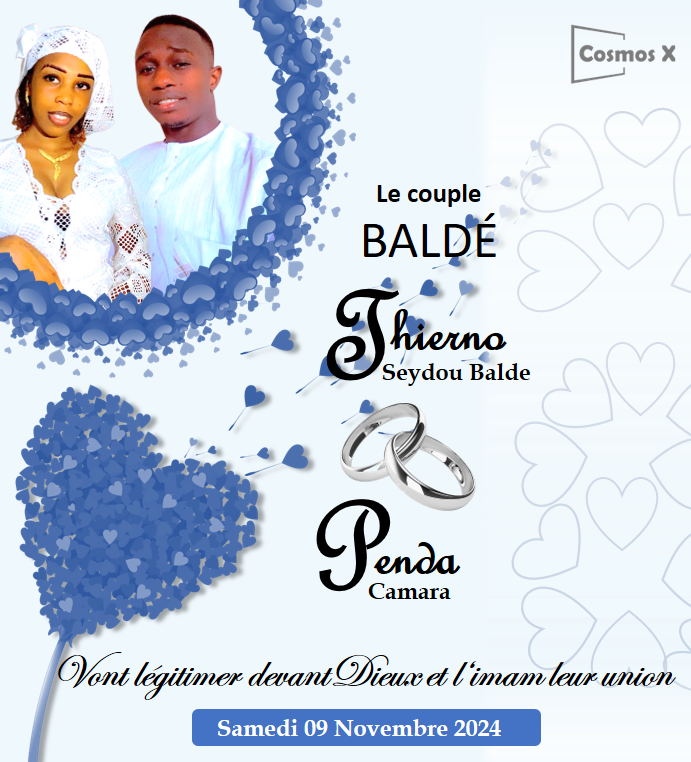 Cosmos X
Le couple
BALDÉ
Thierno
Seydou Balde
Penda
Camara
Vont légitimer devant Dieux et l'imam leur union
Samedi 09 Novembre 2024